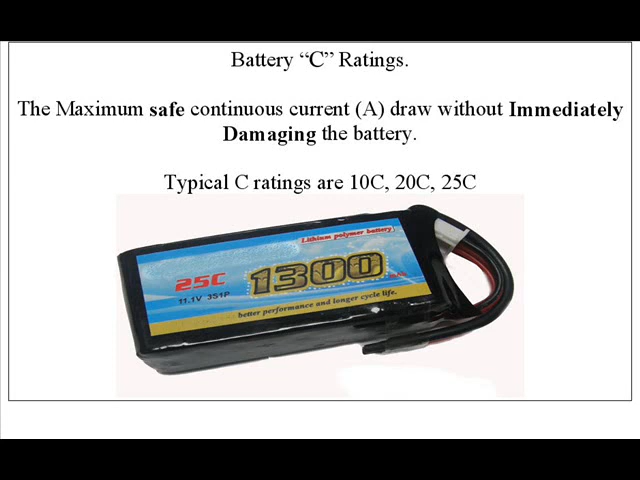 Battery “C” Ratings.
The Maximum safe continuous current (A) draw without Immediately
Damaging the battery.
Typical C ratings are 10C, 20C, 25C
Lithium polymer battery
25C 1300
11.1V 3S1P
better performance and longer cycle life.